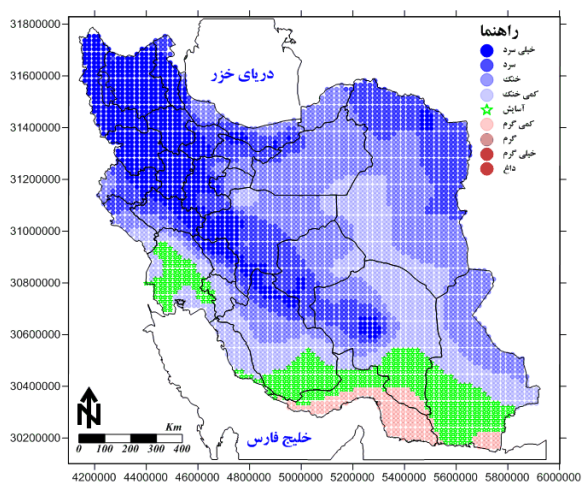 راهنما
خیلی سرد
سرد
خنک
کمی خنک
آسایش
کمی گرم
گرم
خیلی گرم
داغ
دریای خزر
خلیج فارس
N
Km
0 100 200 300 400
31800000
31600000
31400000
31200000
31000000
30800000
30600000
30400000
30200000
4200000 4400000 4600000 4800000 5000000 5200000 5400000 5600000 5800000 6000000